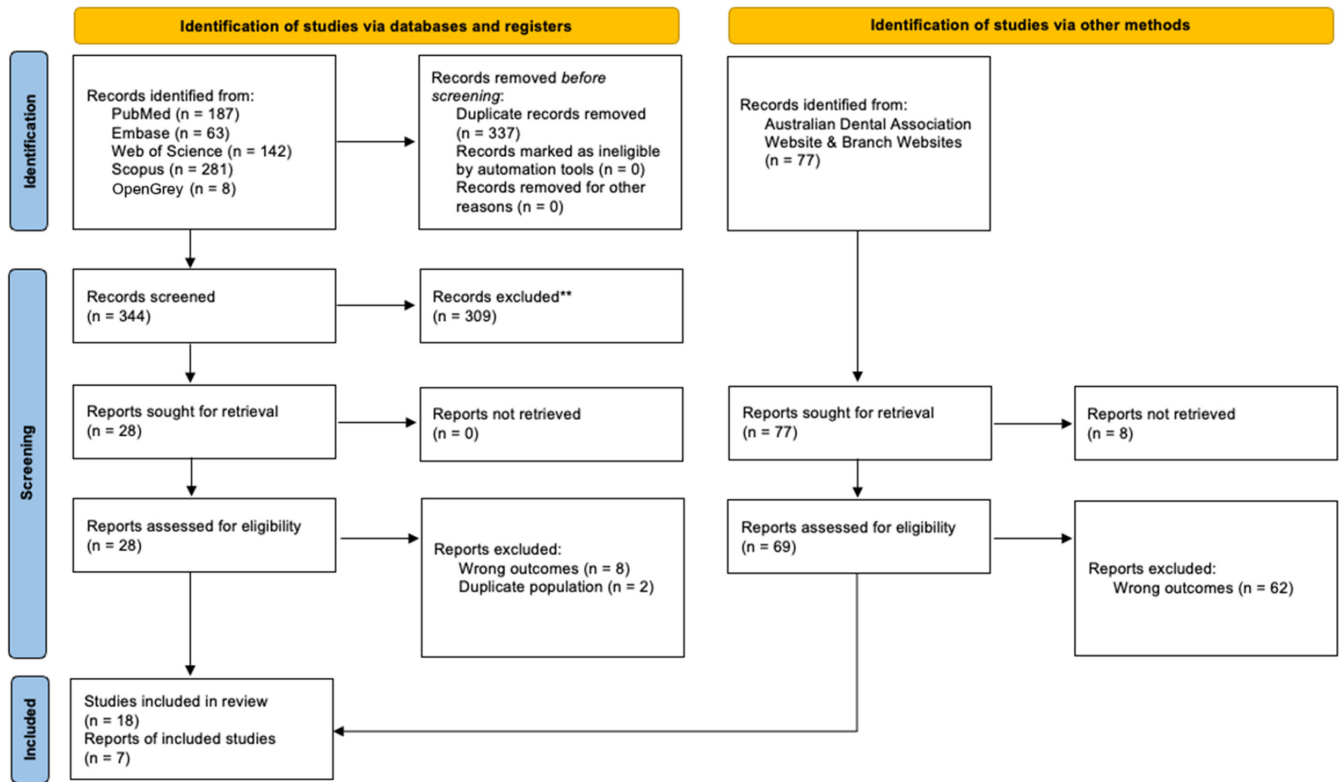 Identification of studies via databases and registers
Identification of studies via other methods
Identification
Records identified from:
PubMed (n = 187)
Embase (n = 63)
Web of Science (n = 142)
Scopus (n = 281)
OpenGrey (n = 8)
Records removed before
screening:
Duplicate records removed
(n = 337)
Records marked as ineligible
by automation tools (n = 0)
Records removed for other
reasons (n = 0)
Records identified from:
Australian Dental Association
Website & Branch Websites
(n = 77)
Screening
Records screened
(n = 344)
Records excluded**
(n = 309)
Reports sought for retrieval
(n = 28)
Reports not retrieved
(n = 0)
Reports sought for retrieval
(n = 77)
Reports not retrieved
(n = 8)
Reports assessed for eligibility
(n = 28)
Reports excluded:
Wrong outcomes (n = 8)
Duplicate population (n = 2)
Reports assessed for eligibility
(n = 69)
Reports excluded:
Wrong outcomes (n = 62)
Included
Studies included in review
(n = 18)
Reports of included studies
(n = 7)